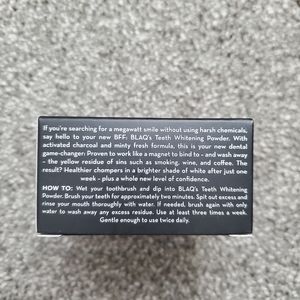 If you're searching for a megawatt smile without using harsh chemicals,
say hello to your new BFF: BLAQ's Teeth Whitening Powder. With
activated charcoal and minty fresh formula, this is your new dental
game-changer: Proven to work like a magnet to bind to – and wash away
– the yellow residue of sins such as smoking, wine, and coffee. The
result? Healthier chompers in a brighter shade of white after just one
week – plus a whole new level of confidence.
HOW TO: Wet your toothbrush and dip into BLAQ's Teeth Whitening
Powder. Brush your teeth for approximately two minutes. Spit out excess and
rinse your mouth thoroughly with water. If needed, brush again with only
water to wash away any excess residue. Use at least three times a week.
Gentle enough to use twice daily.